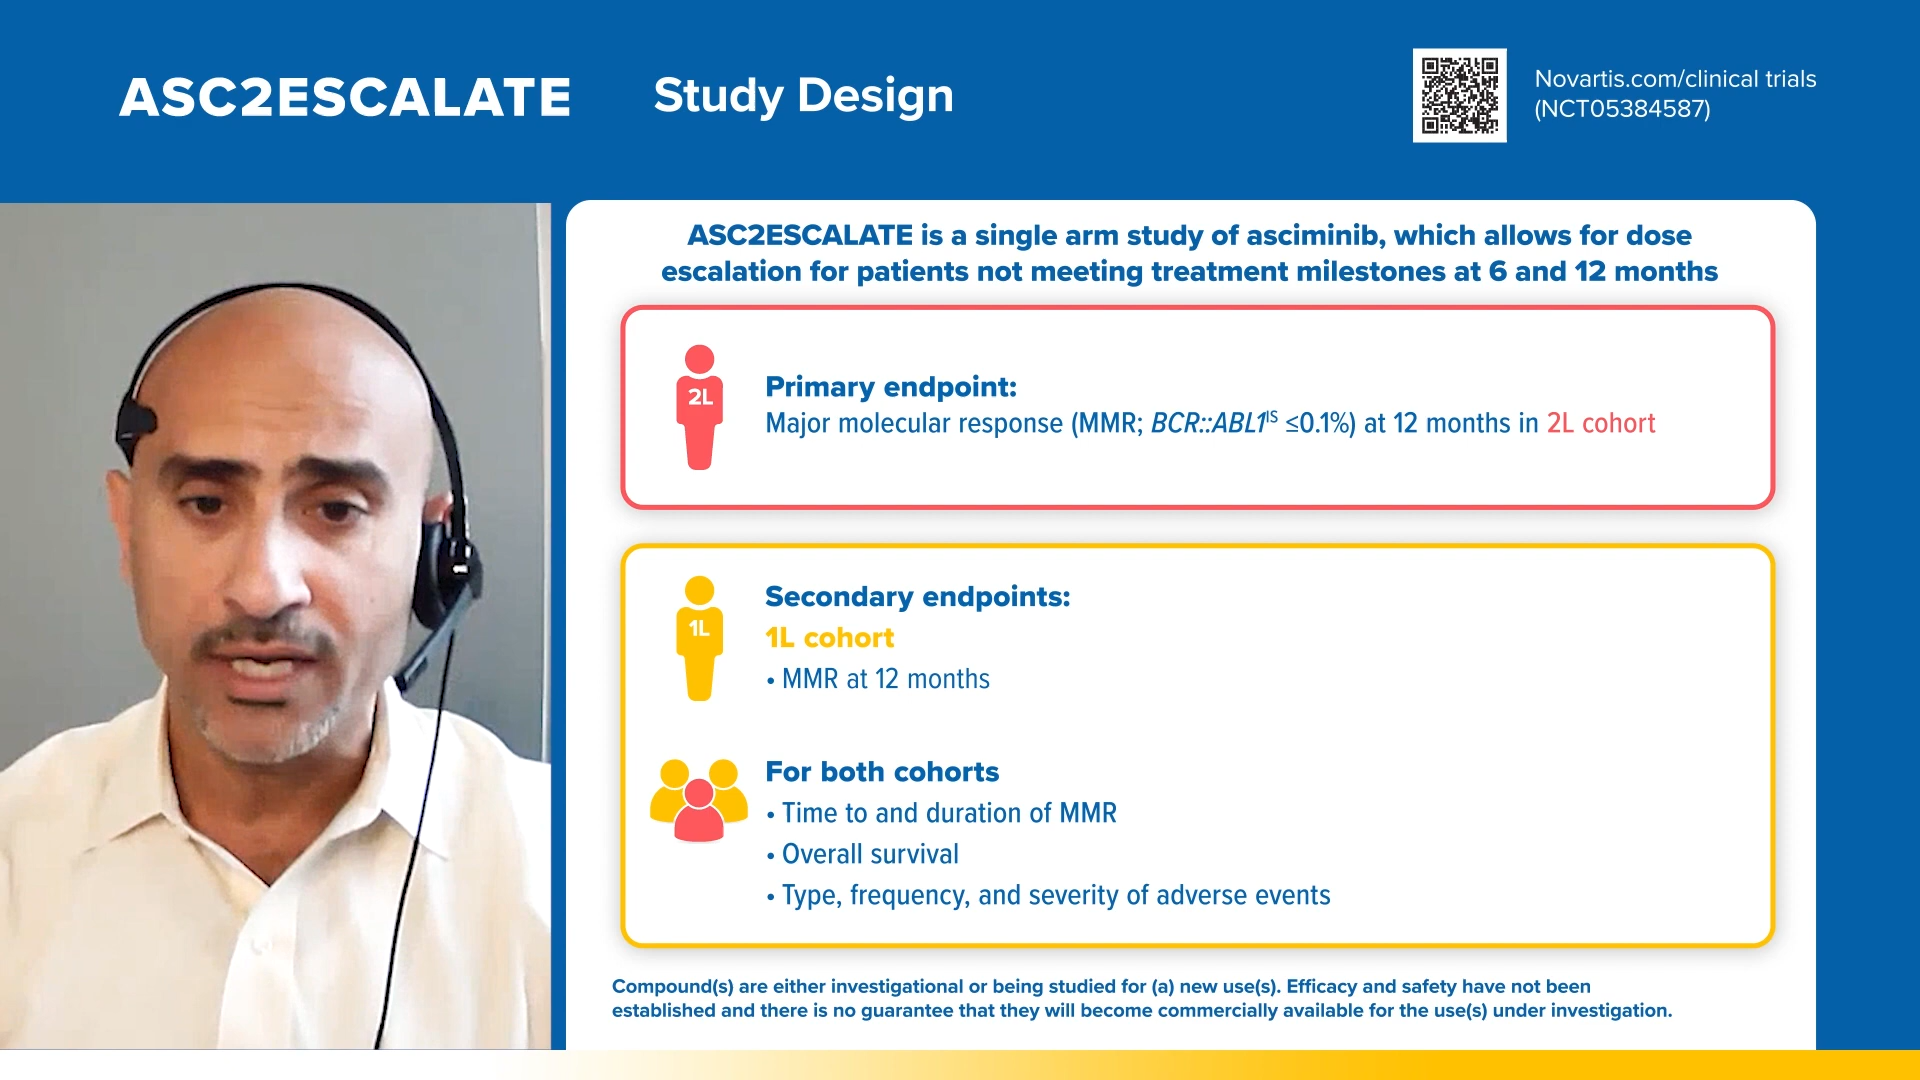 ASC2ESCALATE
Study Design
Novartis.com/clinical trials
(NCT05384587)
ASC2ESCALATE is a single arm study of asciminib, which allows for dose
escalation for patients not meeting treatment milestones at 6 and 12 months
2L
Primary endpoint:
Major molecular response (MMR; BCR::ABL1ᴵˢ ≤0.1%) at 12 months in 2L cohort
1L
Secondary endpoints:
1L cohort
• MMR at 12 months
For both cohorts
• Time to and duration of MMR
• Overall survival
• Type, frequency, and severity of adverse events
Compound(s) are either investigational or being studied for (a) new use(s). Efficacy and safety have not been
established and there is no guarantee that they will become commercially available for the use(s) under investigation.